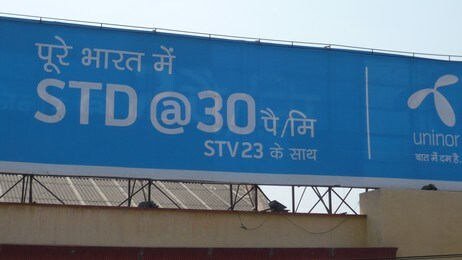 पूरे भारत में
STD @ 30 पै/मि
STV23 के साथ
uninor
बात में दम है.